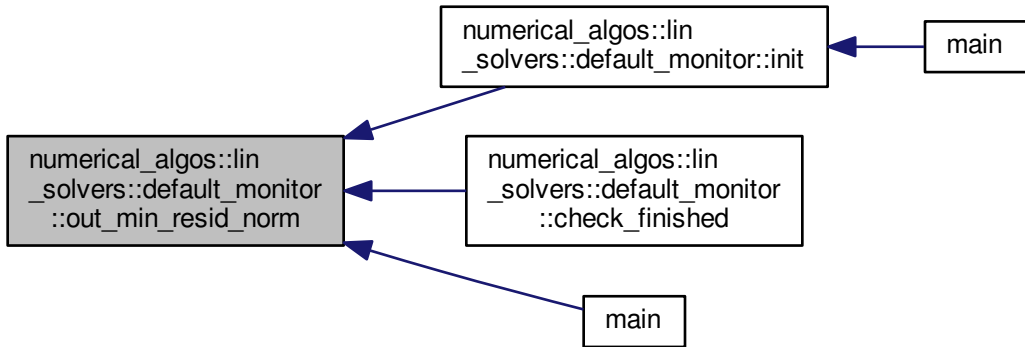 numerical_algos::lin
_solvers::default_monitor::init
main
numerical_algos::lin
_solvers::default_monitor
::out_min_resid_norm
numerical_algos::lin
_solvers::default_monitor
::check_finished
main